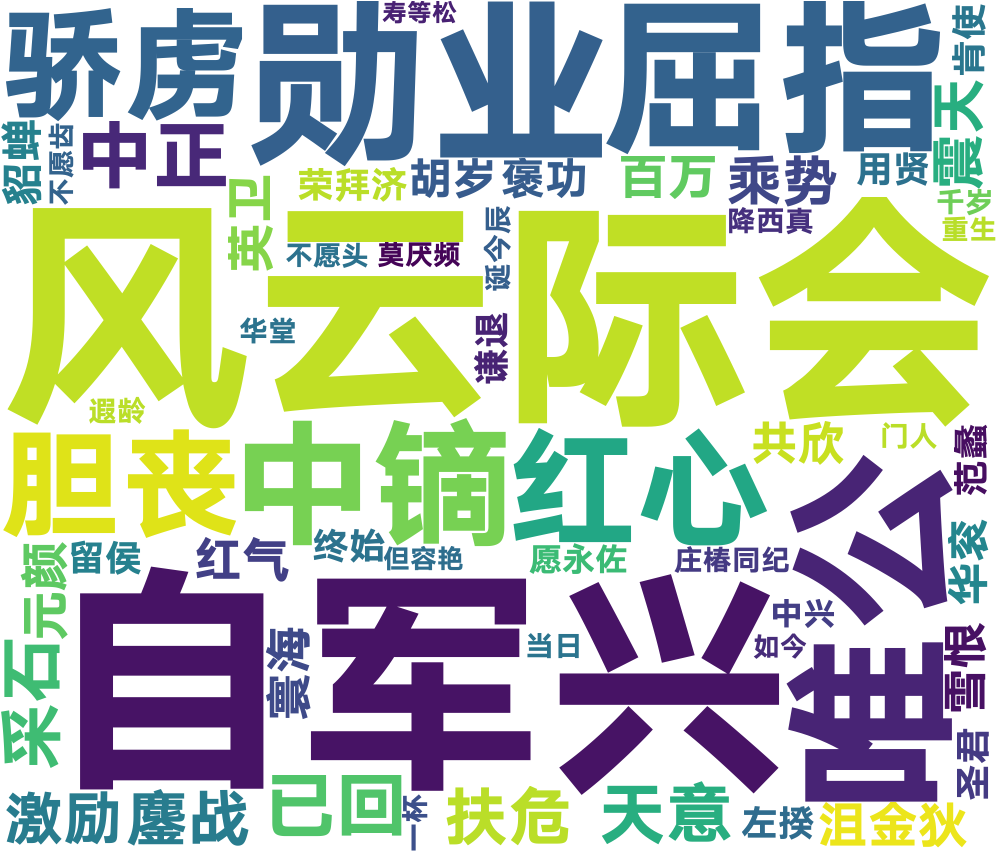 寿等松
骄虏
勋业屈指
肯使
貂蝉
不愿齿
中正
荣拜济
胡岁
褒功
百万
乘势
用贤
震天
千岁
重生
英卫
不愿头
莫厌频
诞今辰
降西真
风云际会
华堂
谦退
遐龄
胆丧
中镝
红心
共欣
门人
范蠡
唯公
元颜
留侯
红气
终始
但容艳
愿永佐
庄椿同纪
华衮
自军兴
寰海
当日
中兴
如今
雪恨
采石
圣君
激励
鏖战
已回
一杯
扶危
天意
左揆
沮金狄